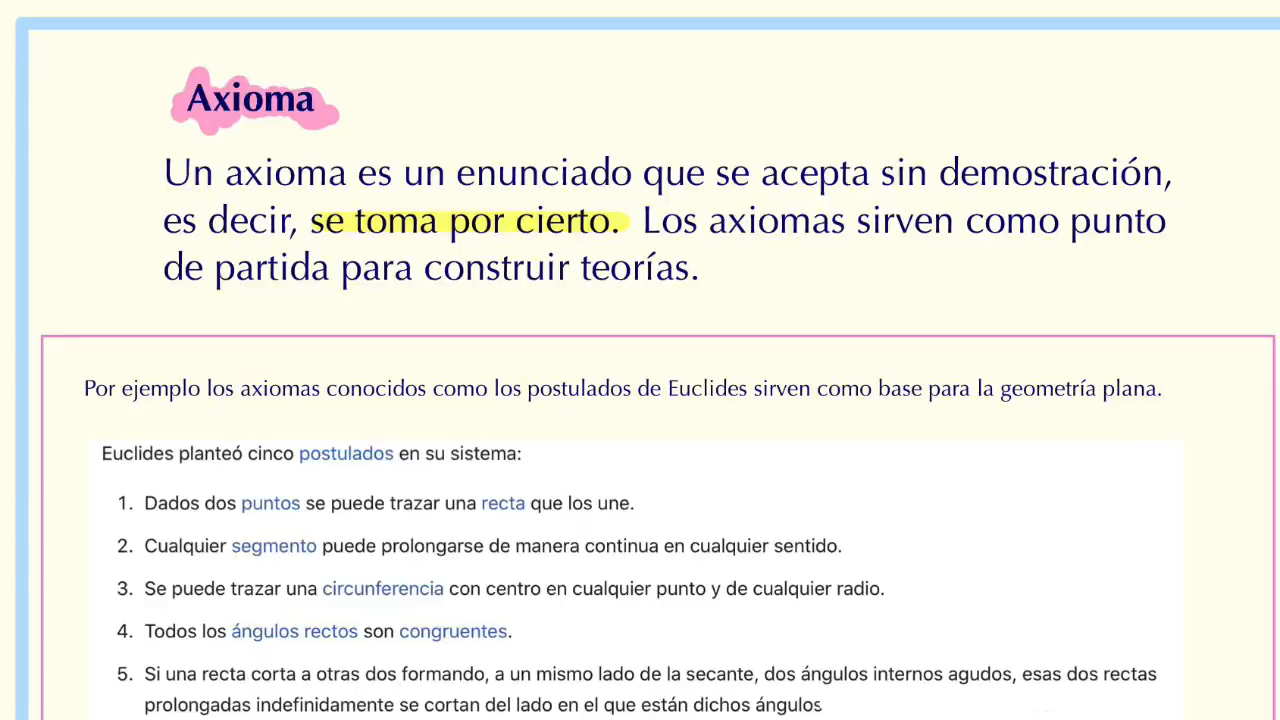 Axioma
Un axioma es un enunciado que se acepta sin demostración,
es decir, se toma por cierto. Los axiomas sirven como punto
de partida para construir teorías.
Por ejemplo los axiomas conocidos como los postulados de Euclides sirven como base para la geometría plana.
Euclides planteó cinco postulados en su sistema:
1. Dados dos puntos se puede trazar una recta que los une.
2. Cualquier segmento puede prolongarse de manera continua en cualquier sentido.
3. Se puede trazar una circunferencia con centro en cualquier punto y de cualquier radio.
4. Todos los ángulos rectos son congruentes.
5. Si una recta corta a otras dos formando, a un mismo lado de la secante, dos ángulos internos agudos, esas dos rectas
prolongadas indefinidamente se cortan del lado en el que están dichos ángulos